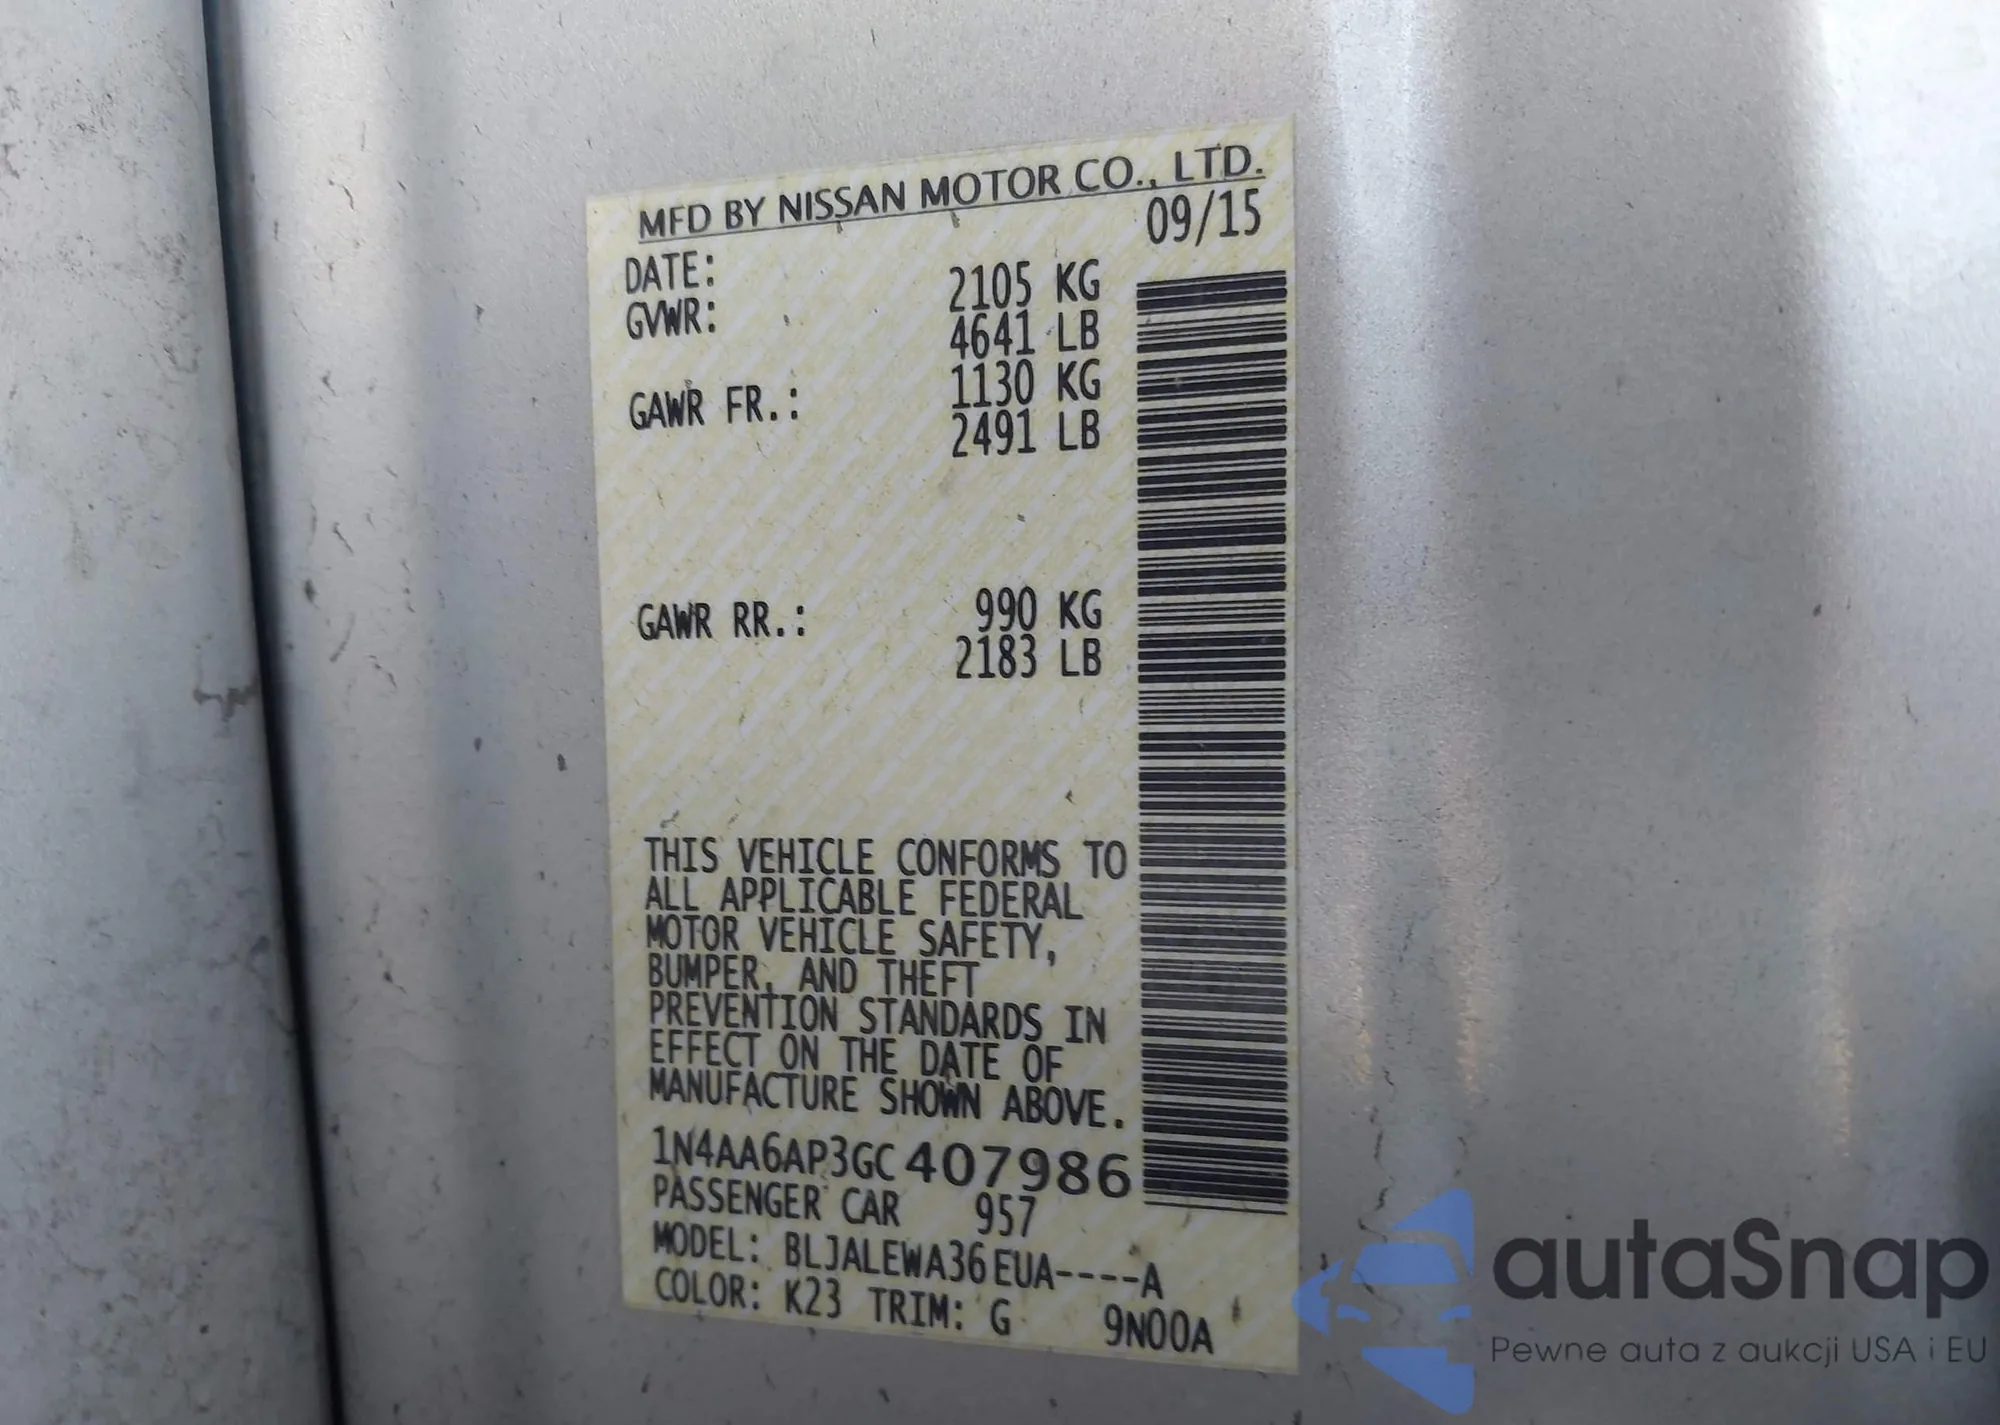 MFD BY NISSAN MOTOR CO., LTD.
DATE: 09/15
GVWR: 2105 KG
4641 LB
GAWR FR.: 1130 KG
2491 LB
GAWR RR.: 990 KG
2183 LB
THIS VEHICLE CONFORMS TO
ALL APPLICABLE FEDERAL
MOTOR VEHICLE SAFETY,
BUMPER, AND THEFT
PREVENTION STANDARDS IN
EFFECT ON THE DATE OF
MANUFACTURE SHOWN ABOVE.
1N4AA6AP3GC407986
PASSENGER CAR 957
MODEL: BLJALEWA36EUA----A
COLOR: K23 TRIM: G 9N00A
autaSnap
Pewne auta z aukcji USA i EU